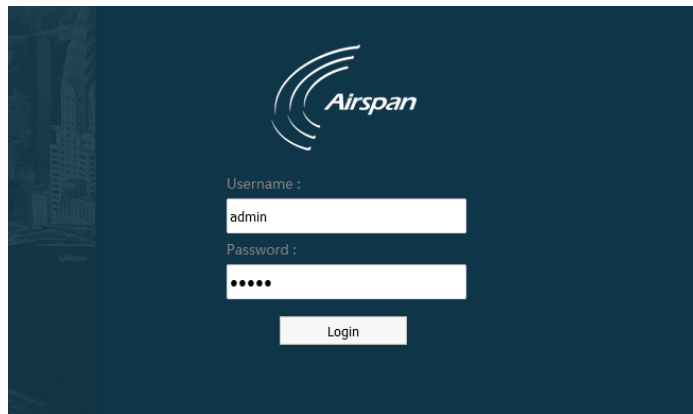 Airspan
Username :
admin
Password :
•••••
Login